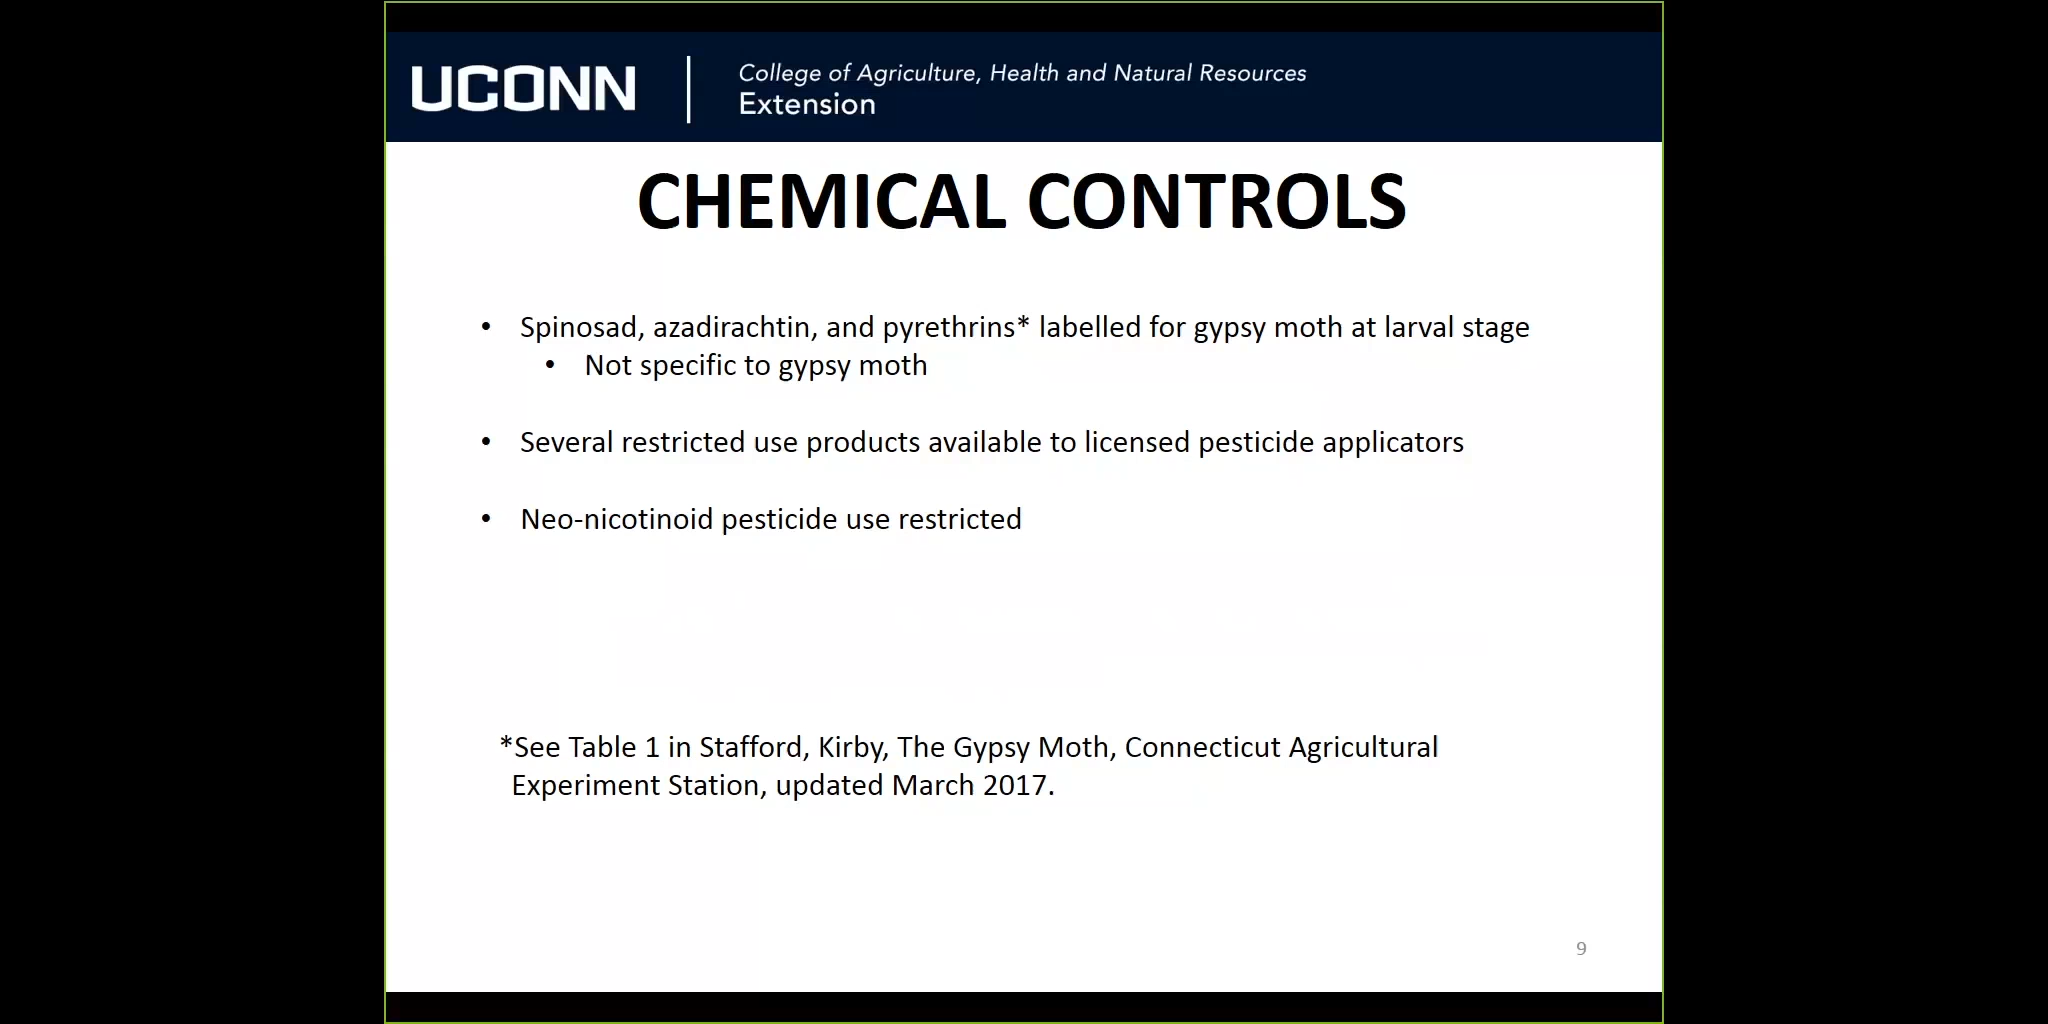 UCONN
College of Agriculture, Health and Natural Resources
Extension
CHEMICAL CONTROLS
• Spinosad, azadirachtin, and pyrethrins* labelled for gypsy moth at larval stage
• Not specific to gypsy moth
• Several restricted use products available to licensed pesticide applicators
• Neo-nicotinoid pesticide use restricted
*See Table 1 in Stafford, Kirby, The Gypsy Moth, Connecticut Agricultural
Experiment Station, updated March 2017.
9